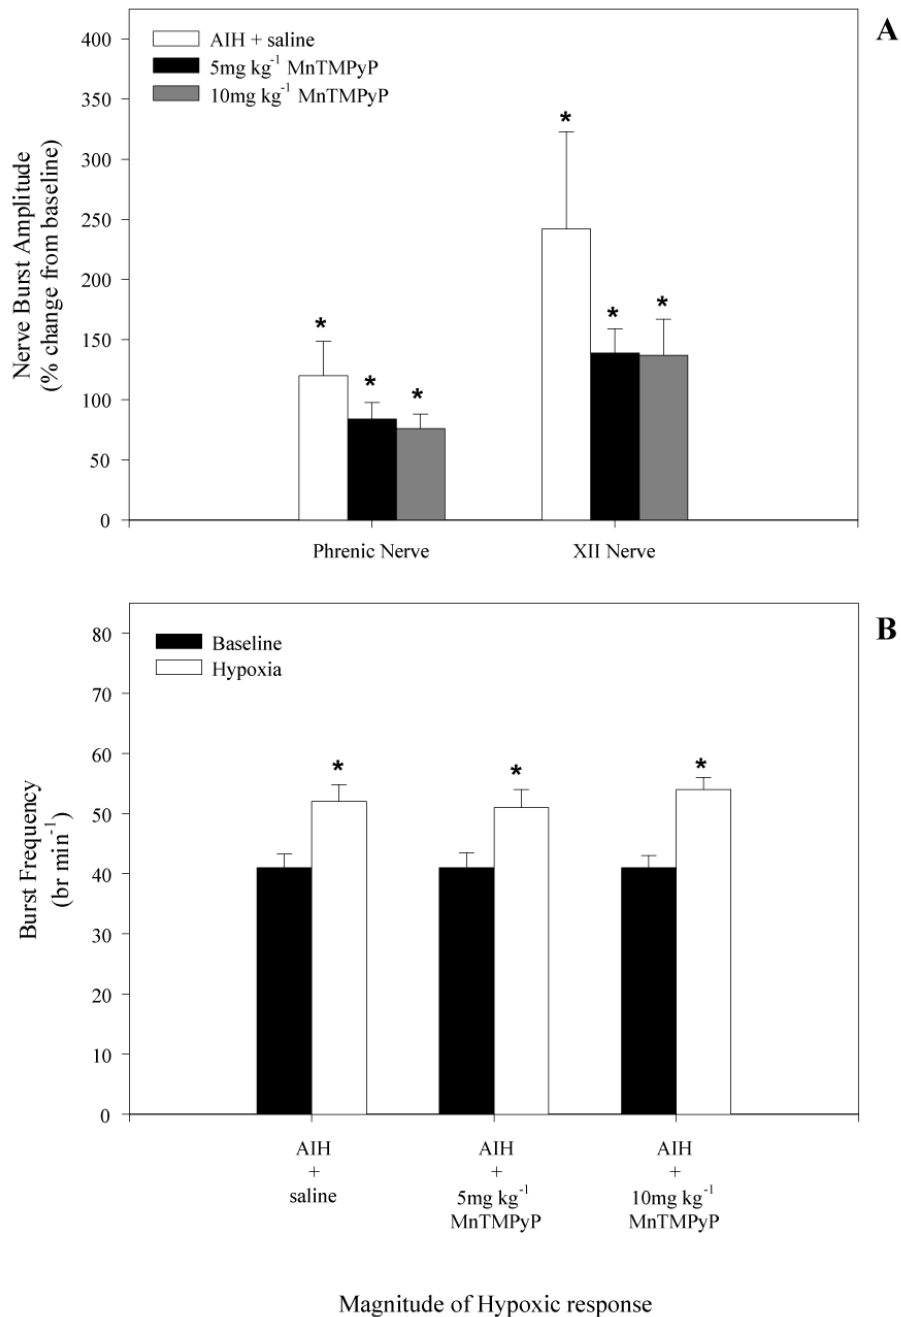 A
AIH + saline
5mg kg⁻¹ MnTMPyP
10mg kg⁻¹ MnTMPyP
Nerve Burst Amplitude
(% change from baseline)
400
350
300
250
200
150
100
50
0
*
*
*
*
*
*
Phrenic Nerve
XII Nerve
B
Baseline
Hypoxia
Burst Frequency
(br min⁻¹)
80
70
60
50
40
30
20
10
0
*
*
*
AIH
+
saline
AIH
+
5mg kg⁻¹
MnTMPyP
AIH
+
10mg kg⁻¹
MnTMPyP
Magnitude of Hypoxic response